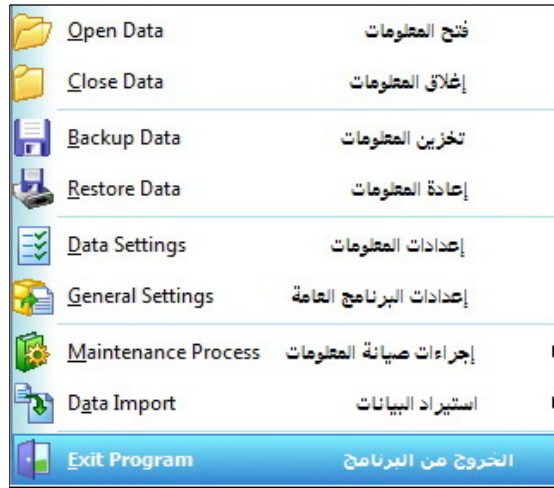 Open Data فتح المعلومات
Close Data إغلاق المعلومات
Backup Data تخزين المعلومات
Restore Data إعادة المعلومات
Data Settings إعدادات المعلومات
General Settings إعدادات البرنامج العامة
Maintenance Process إجراءات صيانة المعلومات
Data Import استيراد البيانات
Exit Program الخروج من البرنامج